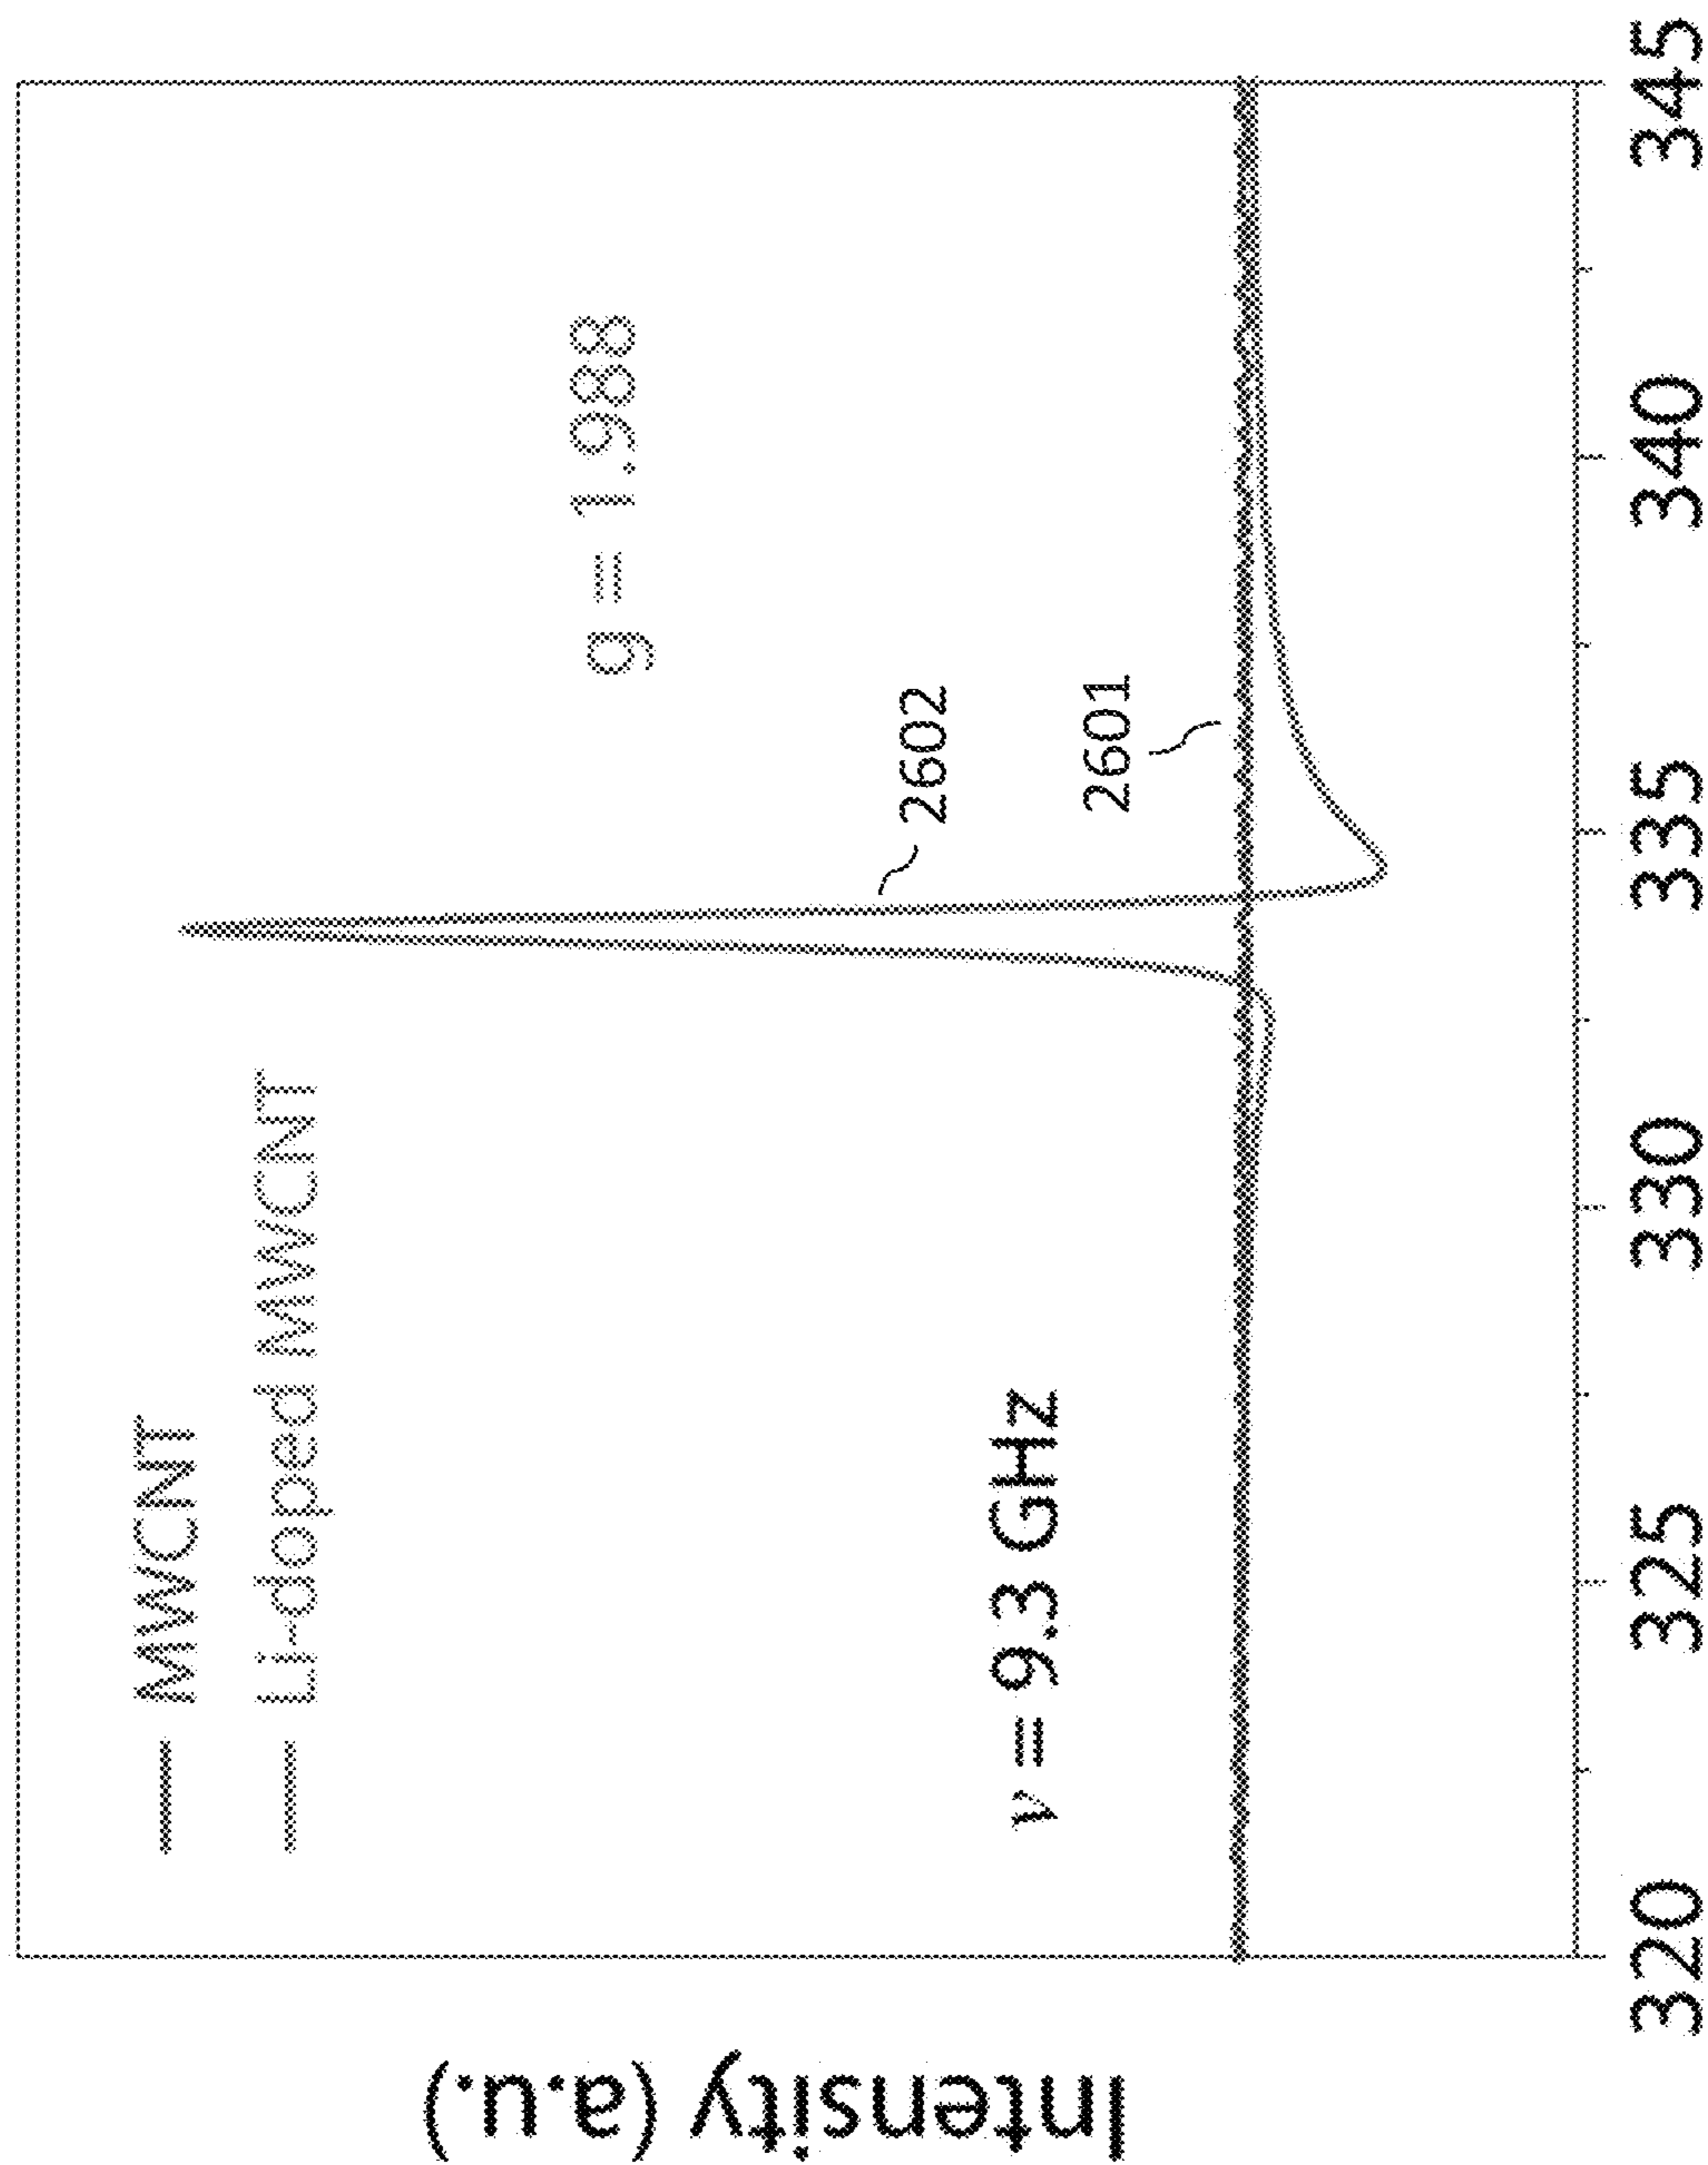 Intensity (a.u.)
MWCNT
Li-doped MWCNT
g = 1.988
2602
ν = 9.3 GHz
2601
320 325 330 335 340 345